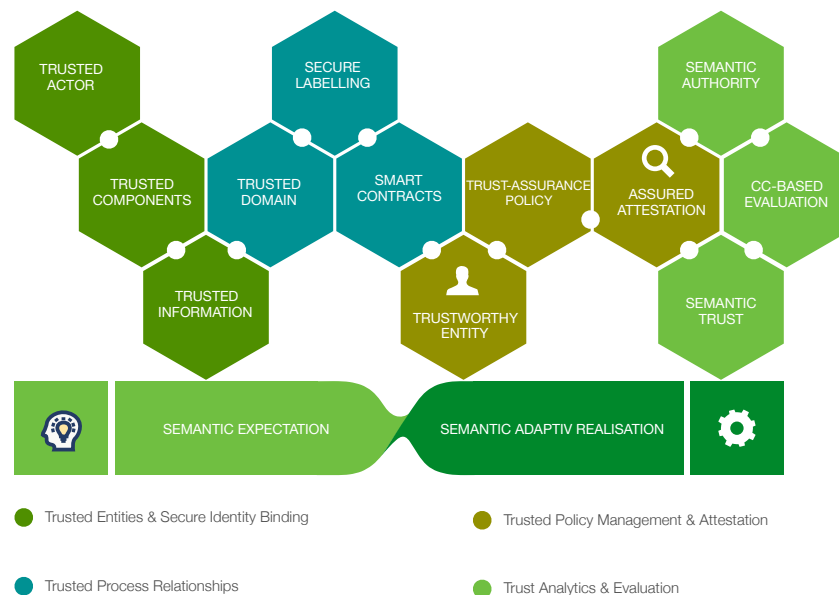 TRUSTED
ACTOR
SECURE
LABELLING
SEMANTIC
AUTHORITY
TRUSTED
COMPONENTS
TRUSTED
DOMAIN
SMART
CONTRACTS
TRUST-ASSURANCE
POLICY
ASSURED
ATTESTATION
CC-BASED
EVALUATION
TRUSTED
INFORMATION
TRUSTWORTHY
ENTITY
SEMANTIC
TRUST
SEMANTIC EXPECTATION
SEMANTIC ADAPTIV REALISATION
Trusted Entities & Secure Identity Binding
Trusted Policy Management & Attestation
Trusted Process Relationships
Trust Analytics & Evaluation